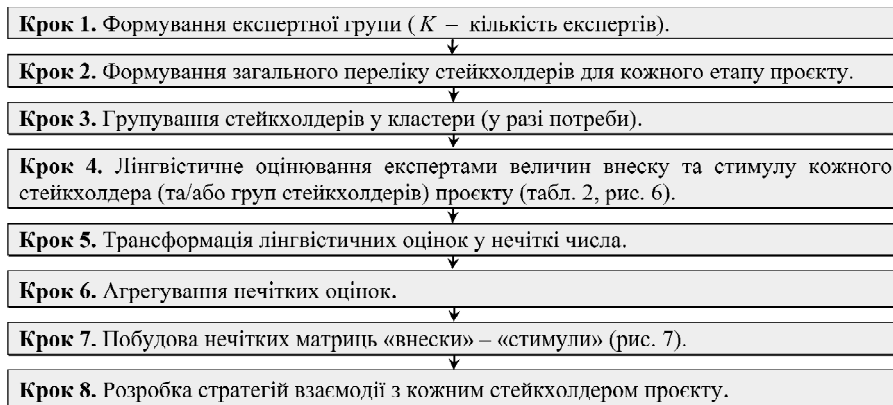 Крок 1. Формування експертної групи ( K – кількість експертів).
Крок 2. Формування загального переліку стейкхолдерів для кожного етапу проєкту.
Крок 3. Групування стейкхолдерів у кластери (у разі потреби).
Крок 4. Лінгвістичне оцінювання експертами величин внеску та стимулу кожного
стейкхолдера (та/або груп стейкхолдерів) проєкту (табл. 2, рис. 6).
Крок 5. Трансформація лінгвістичних оцінок у нечіткі числа.
Крок 6. Агрегування нечітких оцінок.
Крок 7. Побудова нечітких матриць «внески» – «стимули» (рис. 7).
Крок 8. Розробка стратегій взаємодії з кожним стейкхолдером проєкту.